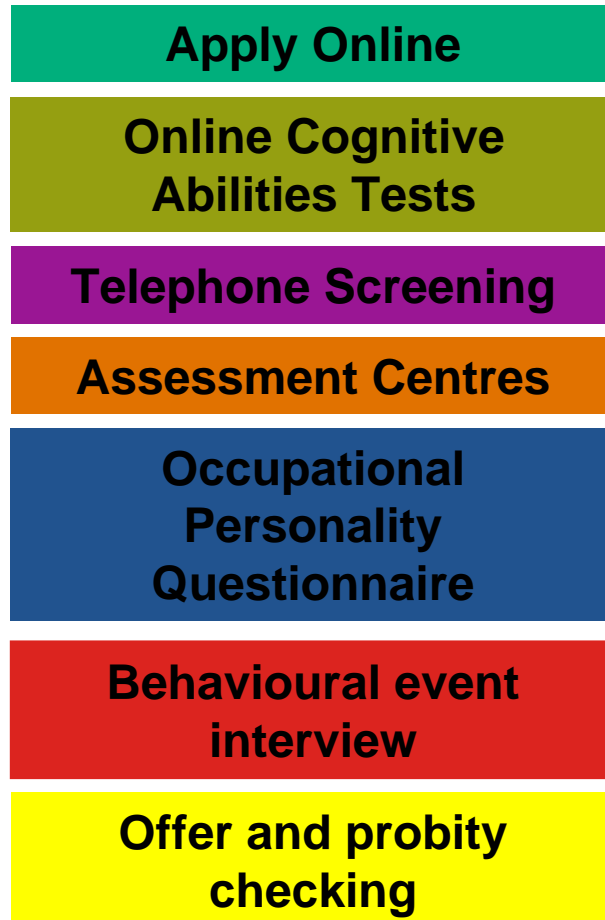 Apply Online
Online Cognitive
Abilities Tests
Telephone Screening
Assessment Centres
Occupational
Personality
Questionnaire
Behavioural event
interview
Offer and probity
checking